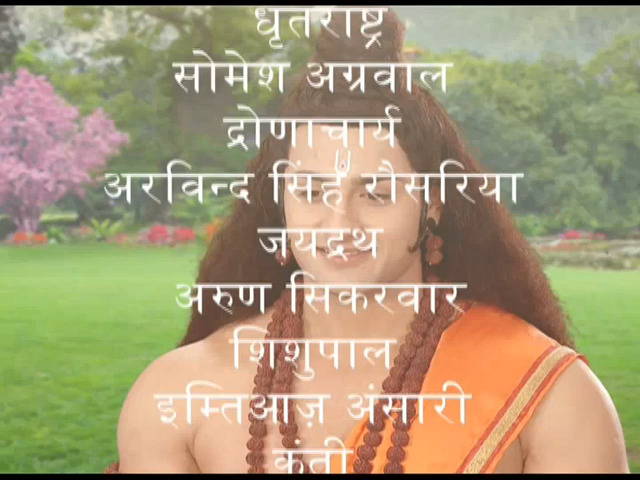 धृतराष्ट्र
सोमेश अग्रवाल
द्रोणाचार्य
अरविन्द सिंह रौसरिया
जयद्रथ
अरुण सिकरवार
शिशुपाल
इम्तिआज़ अंसारी
कुंती